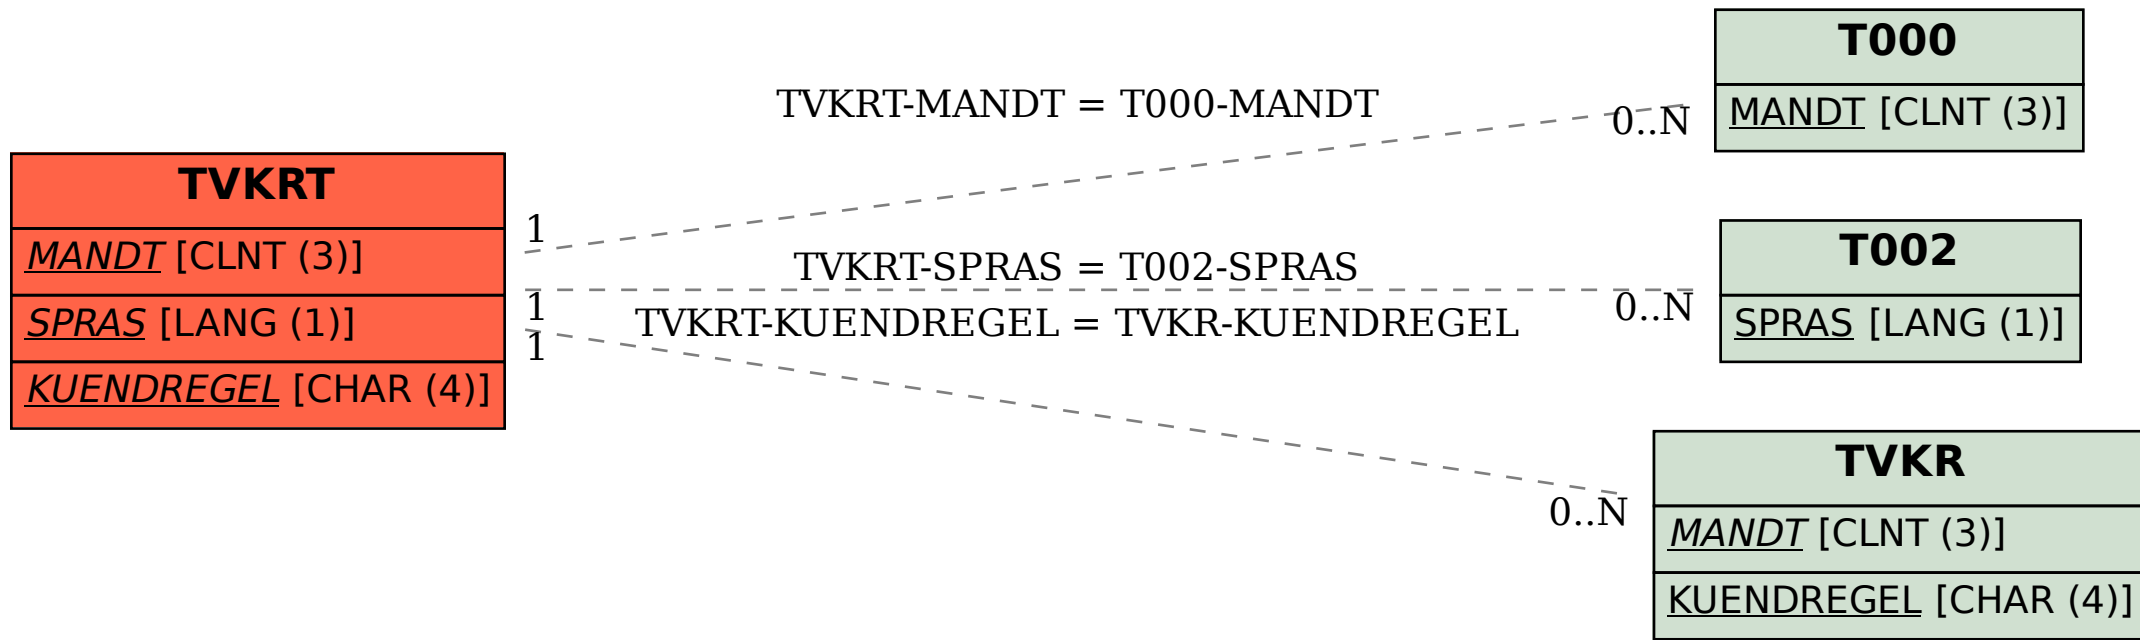 TVKRT
MANDT [CLNT (3)]
SPRAS [LANG (1)]
KUENDREGEL [CHAR (4)]
TVKRT-MANDT = T000-MANDT
1
0..N
TVKRT-SPRAS = T002-SPRAS
1
0..N
TVKRT-KUENDREGEL = TVKR-KUENDREGEL
1
0..N
T000
MANDT [CLNT (3)]
T002
SPRAS [LANG (1)]
TVKR
MANDT [CLNT (3)]
KUENDREGEL [CHAR (4)]